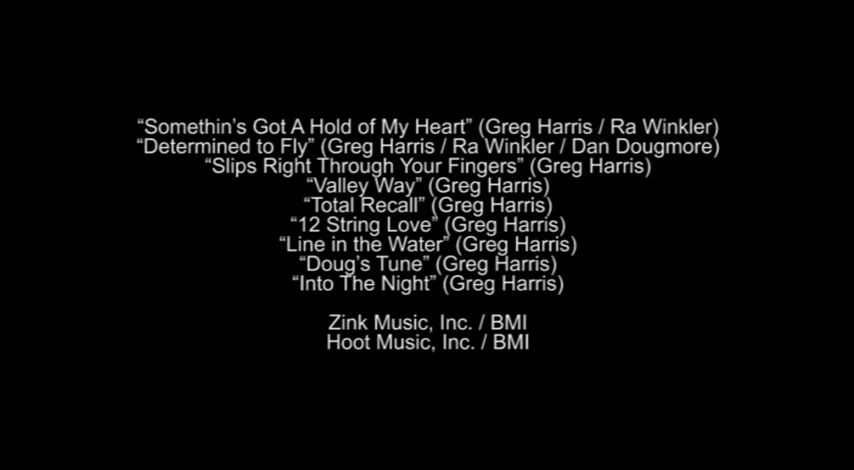 “Somethin’s Got A Hold of My Heart” (Greg Harris / Ra Winkler)
“Determined to Fly” (Greg Harris / Ra Winkler / Dan Dougmore)
“Slips Right Through Your Fingers” (Greg Harris)
“Valley Way” (Greg Harris)
“Total Recall” (Greg Harris)
“12 String Love” (Greg Harris)
“Line in the Water” (Greg Harris)
“Doug’s Tune” (Greg Harris)
“Into The Night” (Greg Harris)
Zink Music, Inc. / BMI
Hoot Music, Inc. / BMI